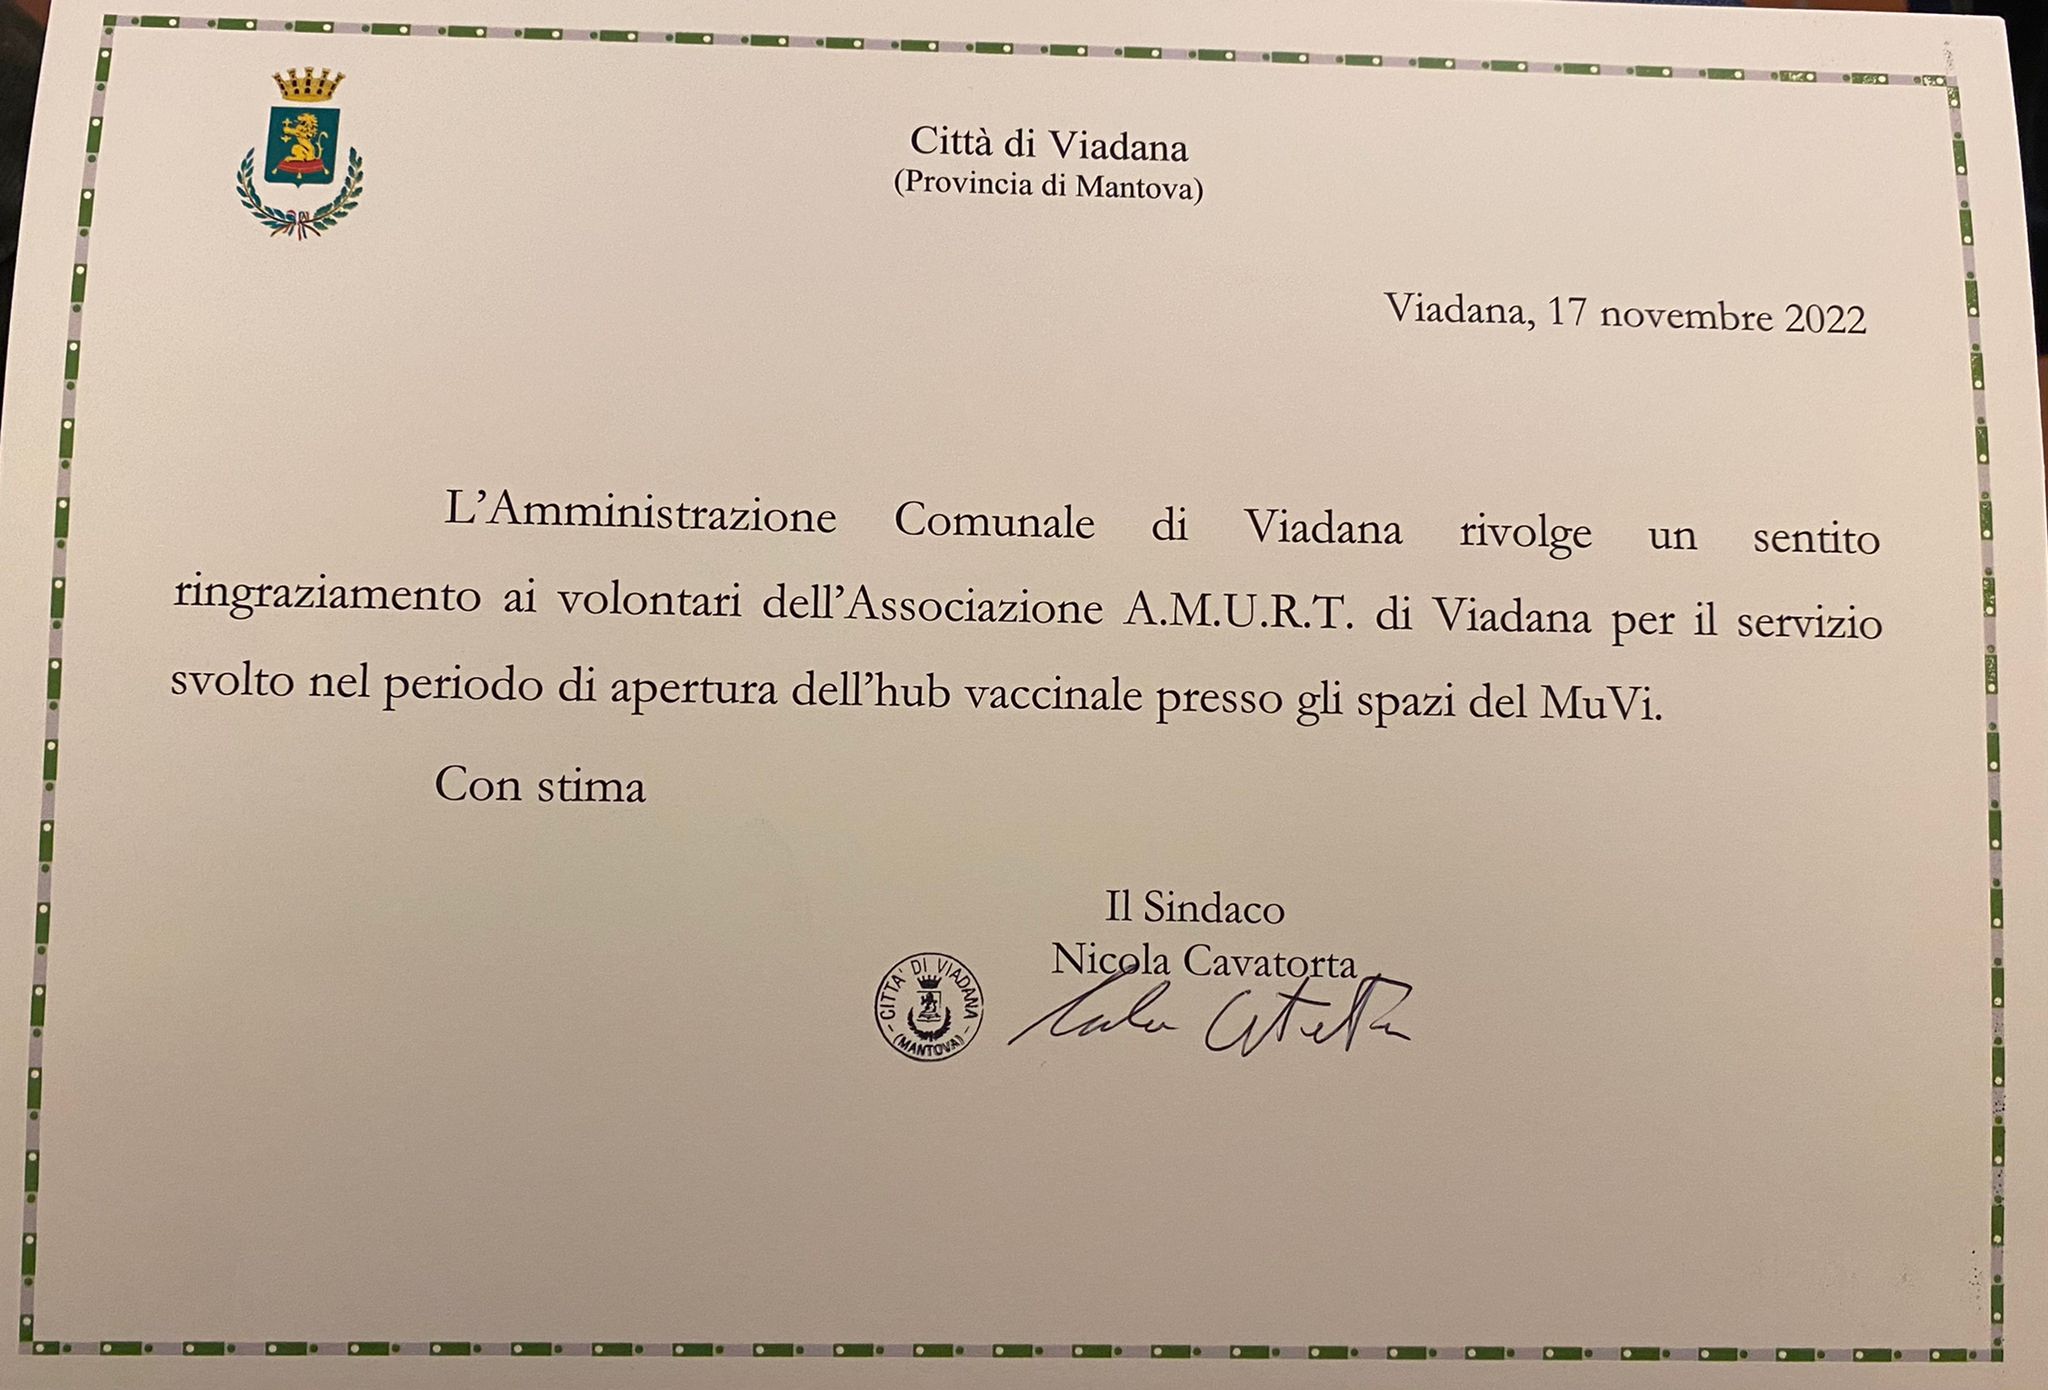 Città di Viadana
(Provincia di Mantova)
Viadana, 17 novembre 2022
L'Amministrazione Comunale di Viadana rivolge un sentito
ringraziamento ai volontari dell'Associazione A.M.U.R.T. di Viadana per il servizio
svolto nel periodo di apertura dell'hub vaccinale presso gli spazi del MuVi.
Con stima
Il Sindaco
Nicola Cavatorta
CITTA' DI VIADANA
(MANTOVA)